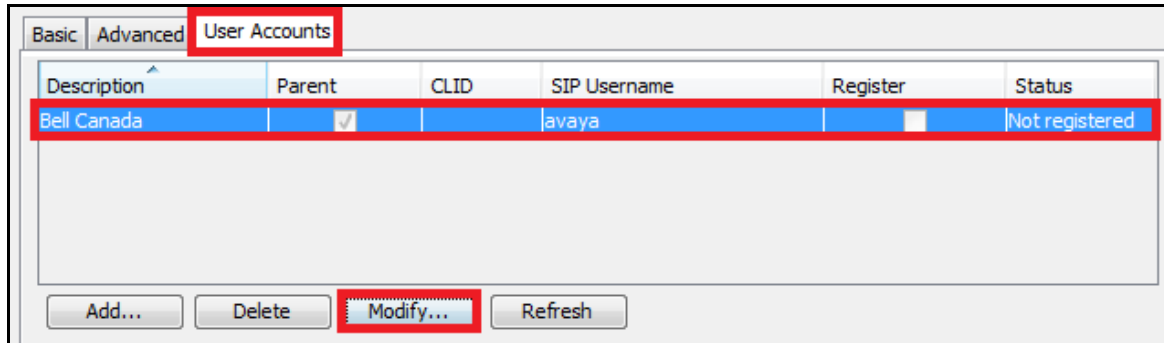 Basic Advanced User Accounts
Description Parent CLID SIP Username Register Status
Bell Canada avaya Not registered
Add... Delete Modify... Refresh